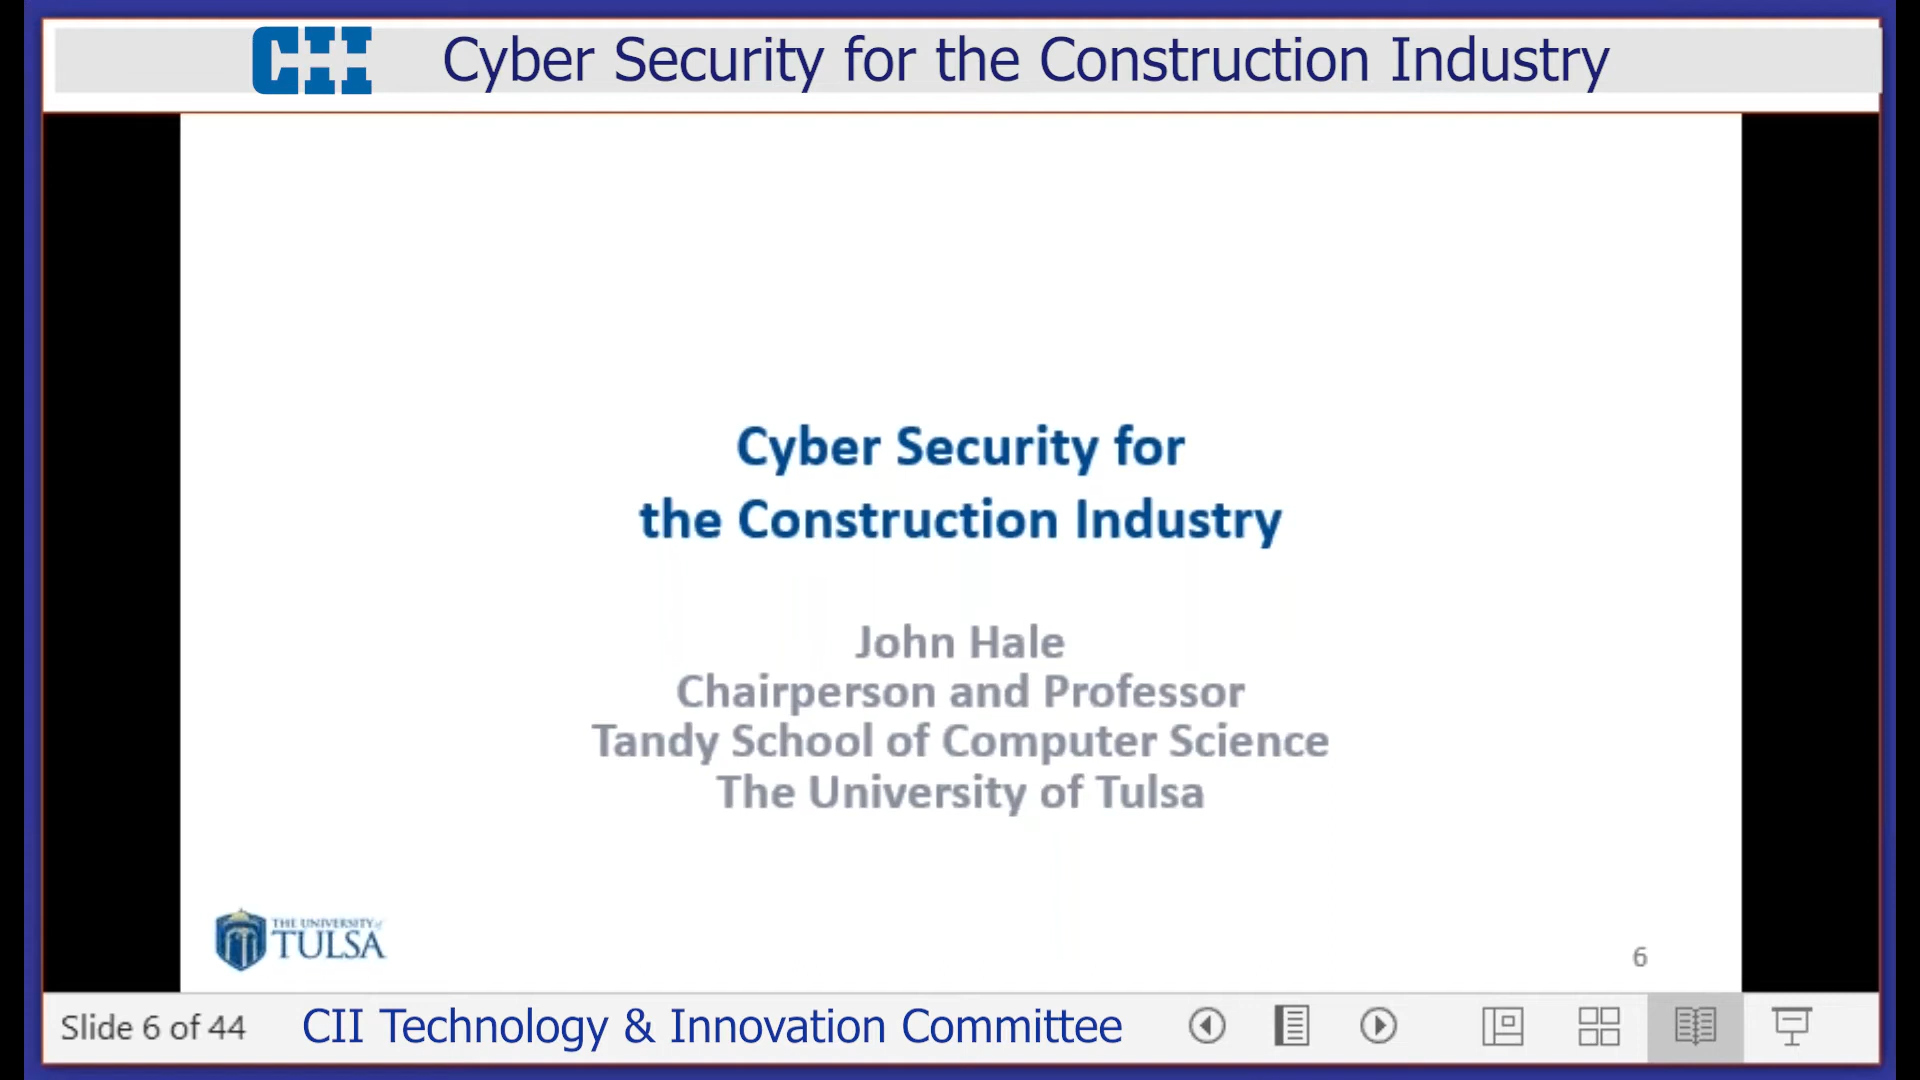 CII Cyber Security for the Construction Industry
Cyber Security for
the Construction Industry
John Hale
Chairperson and Professor
Tandy School of Computer Science
The University of Tulsa
THE UNIVERSITY of
TULSA
6
Slide 6 of 44 CII Technology & Innovation Committee